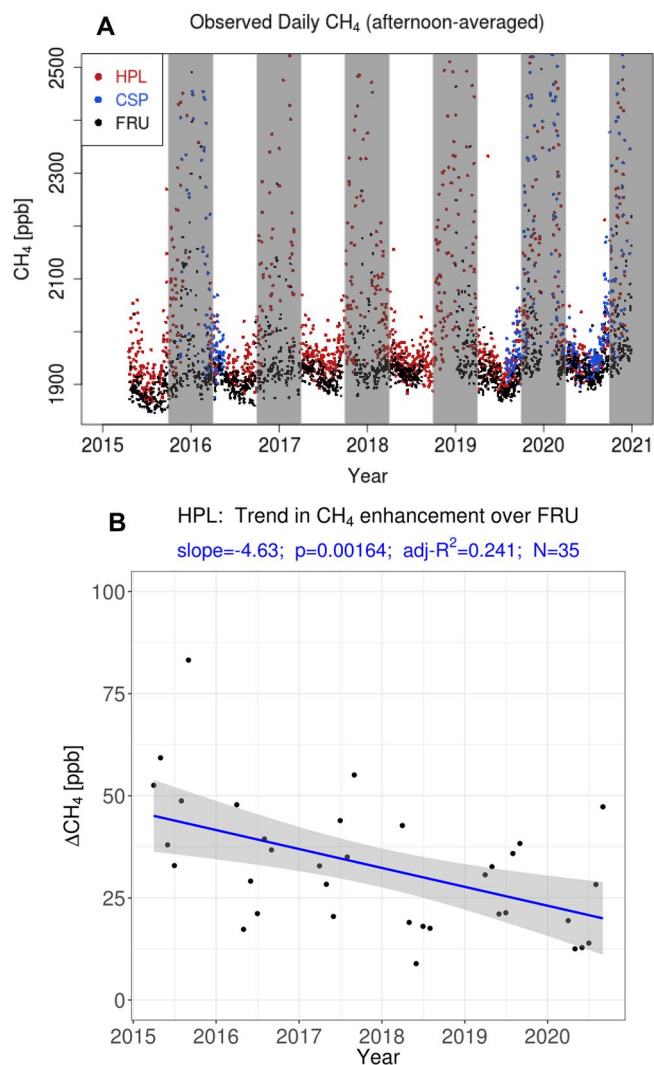 A
Observed Daily CH4 (afternoon-averaged)
HPL
CSP
FRU
CH4 [ppb]
2500
2300
2100
1900
2015 2016 2017 2018 2019 2020 2021
Year
B
HPL: Trend in CH4 enhancement over FRU
slope=-4.63; p=0.00164; adj-R2=0.241; N=35
ΔCH4 [ppb]
100
75
50
25
0
2015 2016 2017 2018 2019 2020
Year